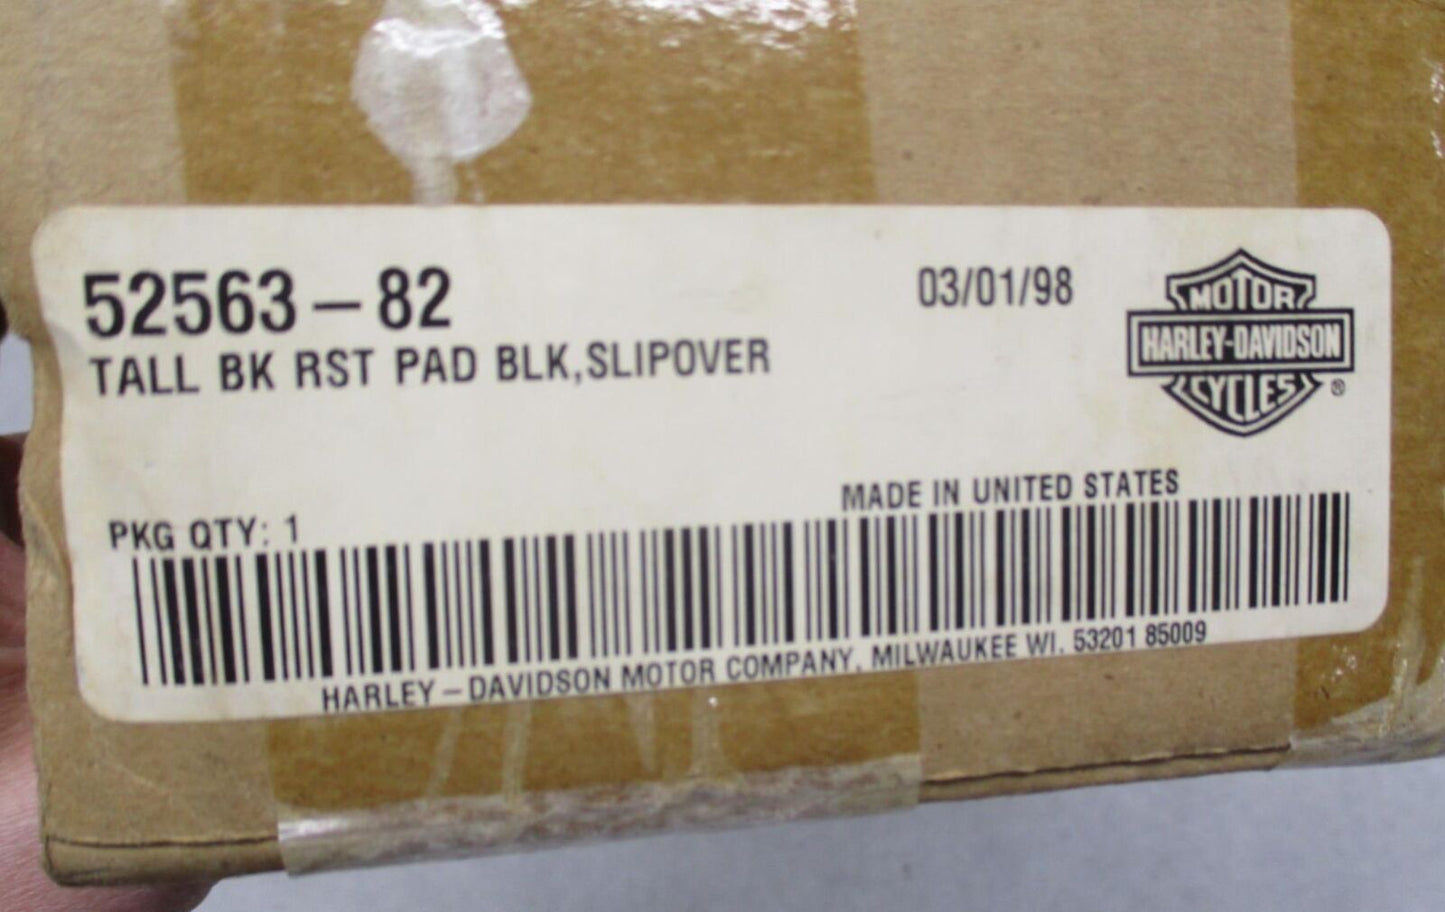 52563-82
03/01/98
TALL BK RST PAD BLK,SLIPOVER
MOTOR
HARLEY-DAVIDSON
CYCLES
®
MADE IN UNITED STATES
PKG QTY: 1
HARLEY-DAVIDSON MOTOR COMPANY, MILWAUKEE WI. 53201 85009